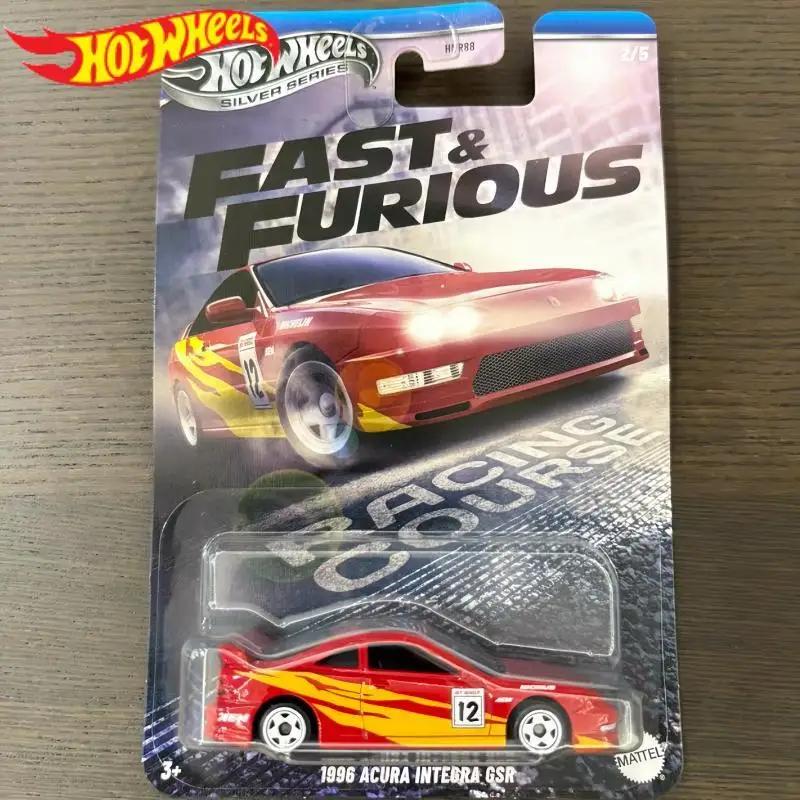 HOT WHEELS
HOT WHEELS
SILVER SERIES
HNR88
2/5
FAST &
FURIOUS
MICHELIN
12
RACING
COURSE
12
3+
1996 ACURA INTEGRA GSR
MATTEL